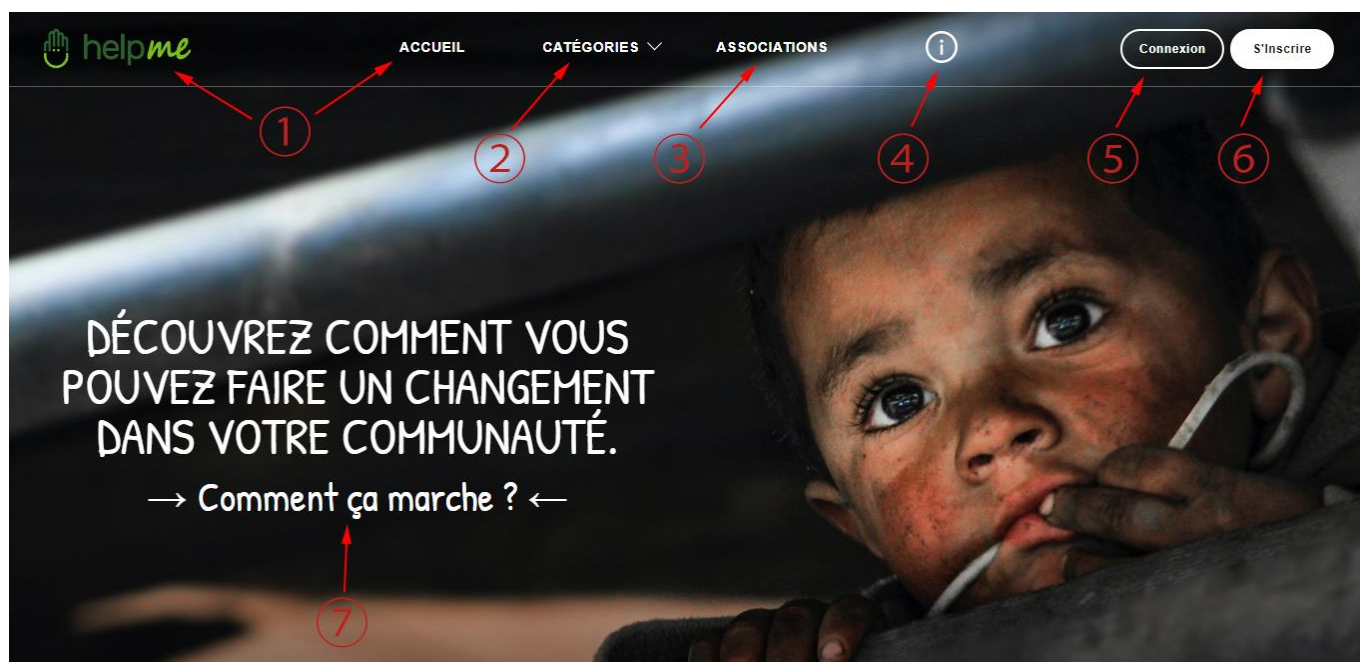 helpme
ACCUEIL
CATÉGORIES
ASSOCIATIONS
i
Connexion
S'Inscrire
1
2
3
4
5
6
DÉCOUVREZ COMMENT VOUS
POUVEZ FAIRE UN CHANGEMENT
DANS VOTRE COMMUNAUTÉ.
→ Comment ça marche ? ←
7